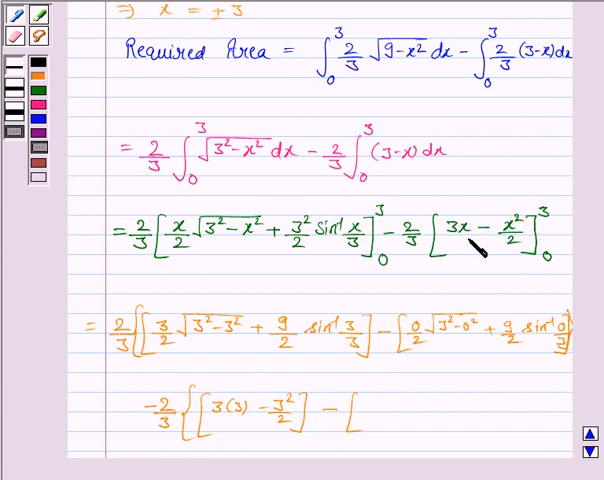 ⇒ x = ± 3
Required Area = ∫₀³ 2/3 √(9-x²) dx - ∫₀³ 2/3 (3-x)dx
= 2/3 ∫₀³ √(3²-x²) dx - 2/3 ∫₀³ (3-x) dx
= 2/3 [ x/2 √(3²-x²) + 3²/2 sin⁻¹ x/3 ]₀³ - 2/3 [ 3x - x²/2 ]₀³
= 2/3 { [ 3/2 √(3²-3²) + 9/2 sin⁻¹ 3/3 ] - [ 0/2 √(3²-0²) + 9/2 sin⁻¹ 0/3 ]
-2/3 { [ 3(3) - 3²/2 ] - [